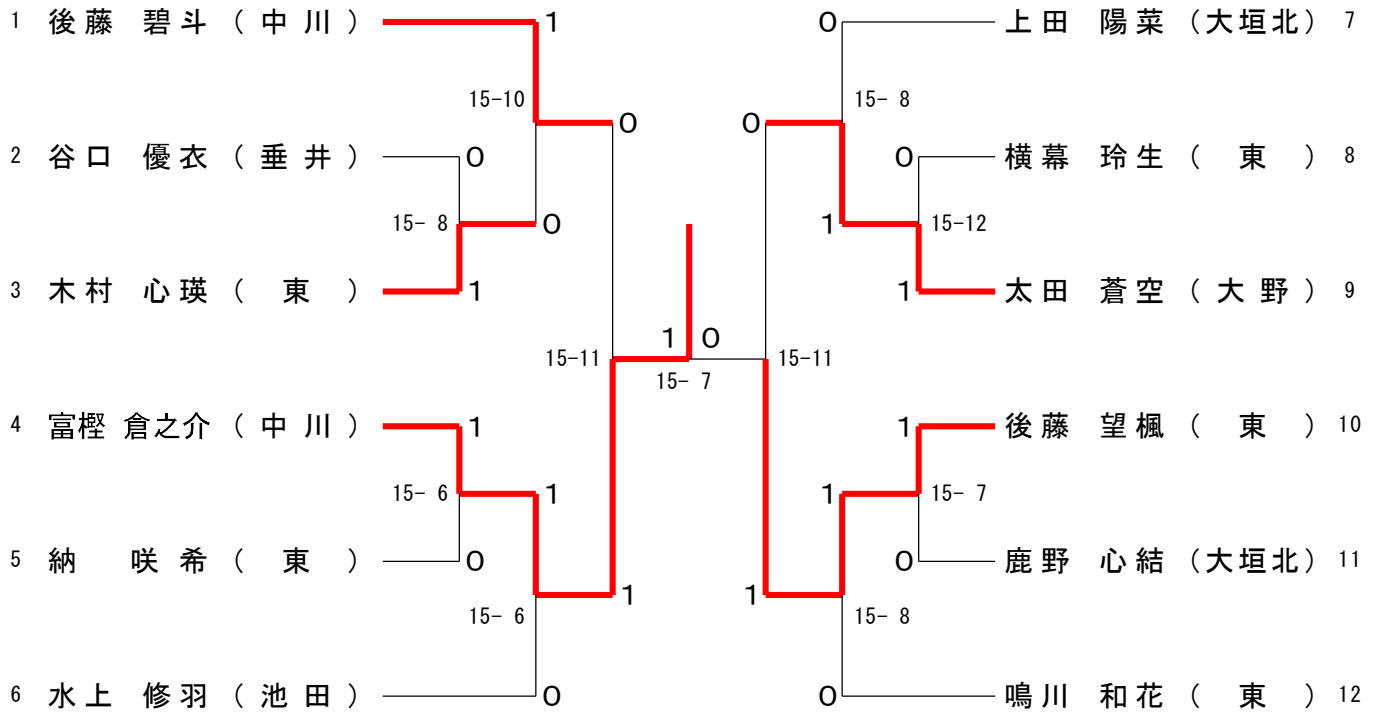 1 後藤 碧斗 ( 中 川 ) 1 0 上田 陽菜 (大垣北) 7
15-10 15- 8
0 0
2 谷口 優衣 ( 垂 井 ) 0 0 横幕 玲生 ( 東 ) 8
15- 8 0 1 15-12
3 木村 心瑛 ( 東 ) 1 1 太田 蒼空 ( 大 野 ) 9
1 0
15-11 15- 7 15-11
4 富樫 倉之介 ( 中 川 ) 1 1 後藤 望楓 ( 東 ) 10
15- 6 1 1 15- 7
5 納 咲希 ( 東 ) 0 0 鹿野 心結 (大垣北) 11
1 1
15- 6 15- 8
6 水上 修羽 ( 池 田 ) 0 0 鳴川 和花 ( 東 ) 12